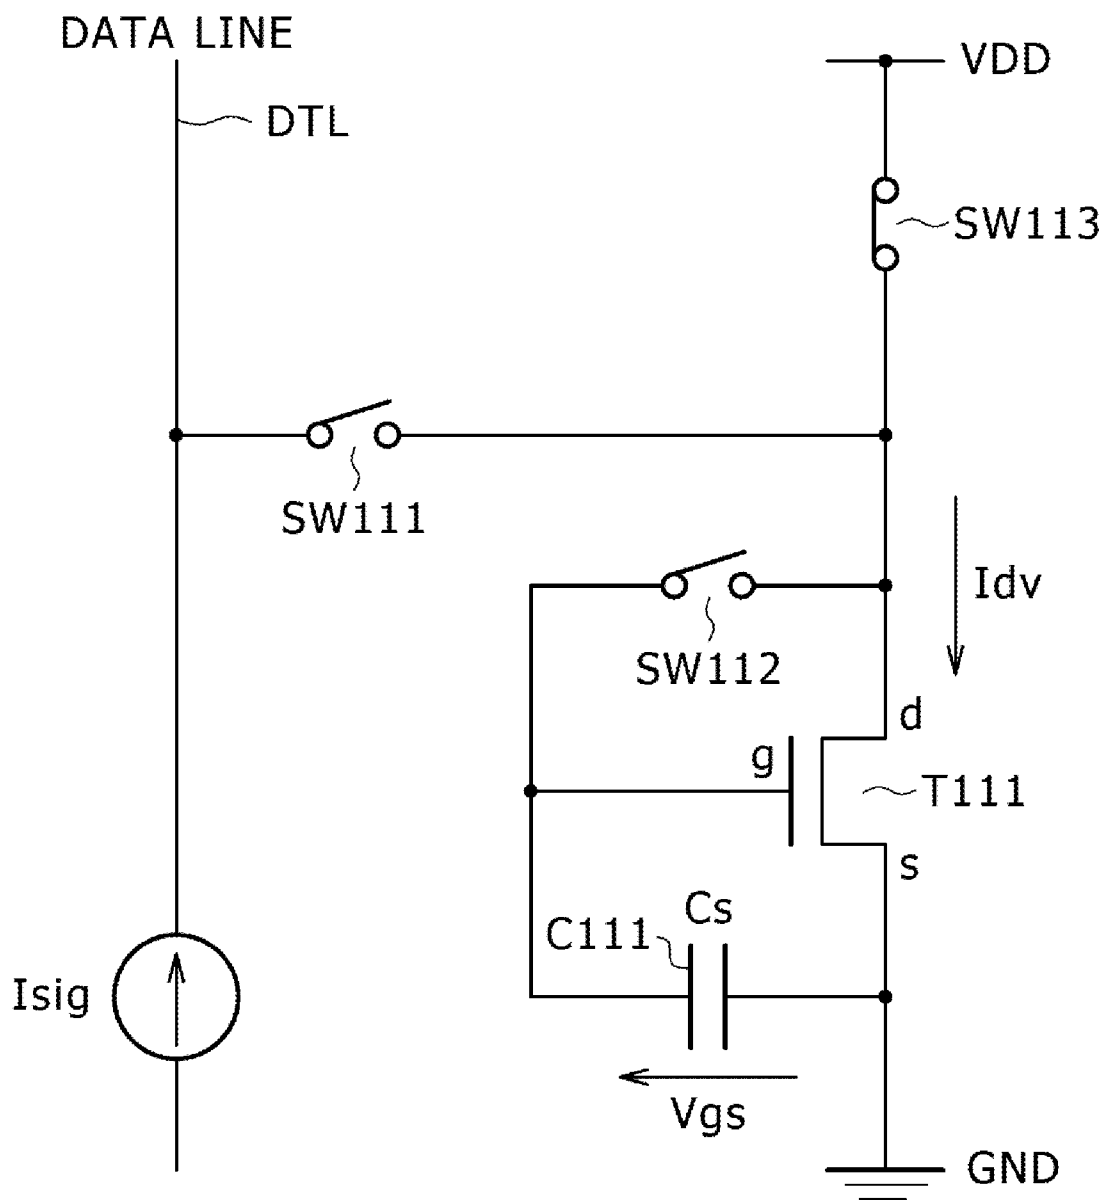 DATA LINE
VDD
DTL
SW113
SW111
Idv
SW112
d
g
T111
s
Cs
C111
Isig
Vgs
GND